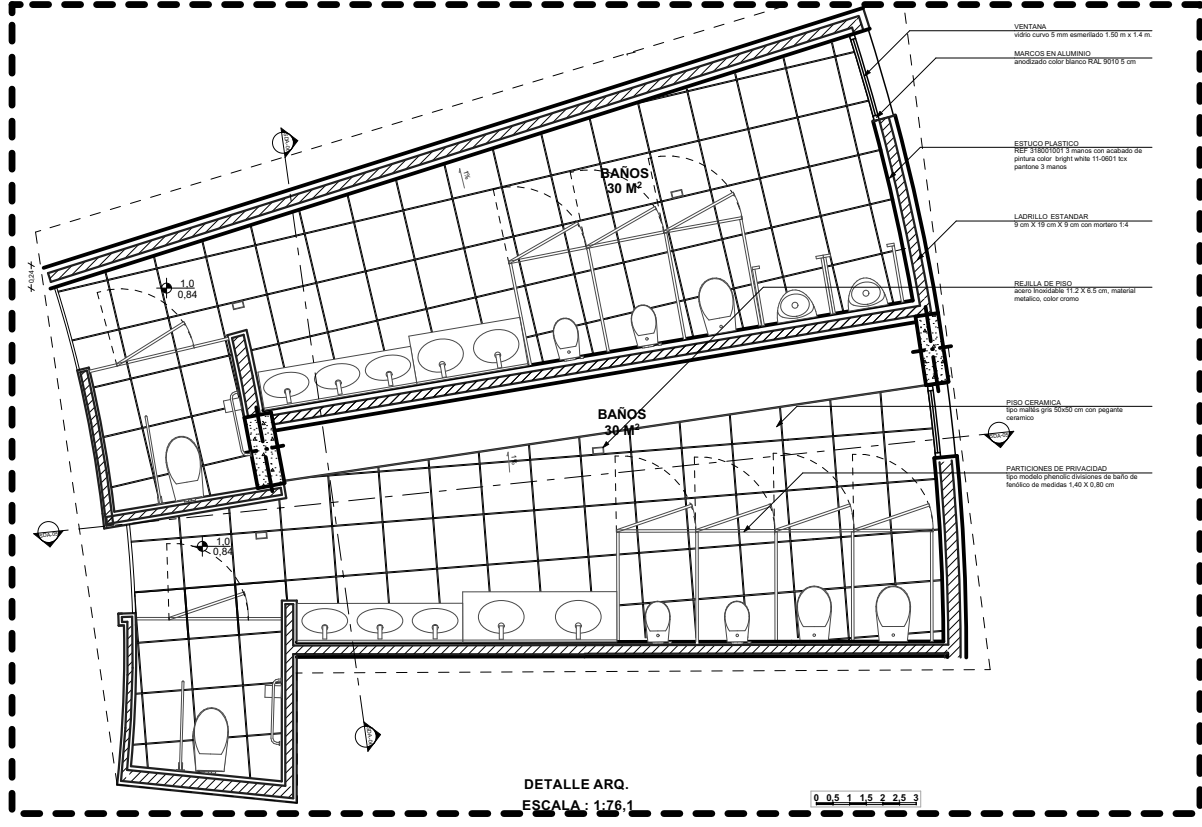 VENTANA
vidrio curvo 5 mm esmerilado 1.50 m x 1.4 m.
MARCOS EN ALUMINIO
anodizado color blanco RAL 9010 5 cm
ESTUCO PLASTICO
REF 318001001 3 manos con acabado de
pintura color bright white 11-0601 tcx
pantone 3 manos
LADRILLO ESTANDAR
9 cm X 19 cm X 9 cm con mortero 1:4
REJILLA DE PISO
acero Inoxidable 11.2 X 6.5 cm, material
metalico, color cromo
PISO CERAMICA
tipo maltés gris 50x50 cm con pegante
ceramico
PARTICIONES DE PRIVACIDAD
tipo modelo phenolic divisiones de baño de
fenólico de medidas 1,40 X 0,80 cm
BAÑOS
30 M²
1%
0,24
1.0
0,84
BAÑOS
30 M²
1.0
0,84
DETALLE ARQ.
ESCALA : 1:76,1
0 0,5 1 1,5 2 2,5 3